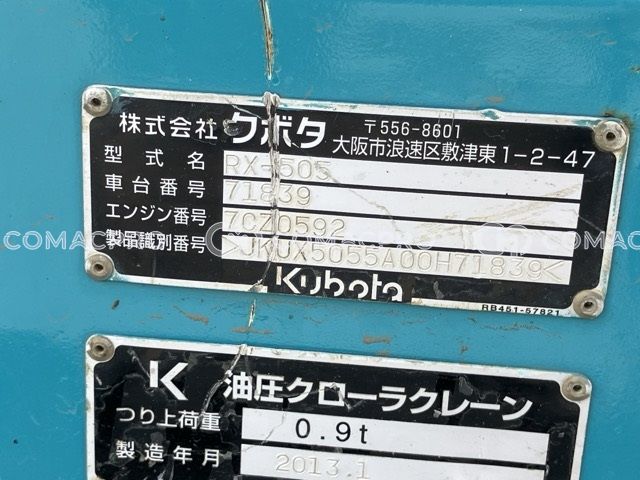 株式会社 クボタ 〒556-8601
大阪市浪速区敷津東1-2-47
型式名 RX-505
車台番号 71839
エンジン番号 7CZ0592
製品識別番号 >JKUX5055A00H71839<
Kubota
RB451-57821
K 油圧クローラクレーン
つり上荷重 0.9t
製造年月 2013.1